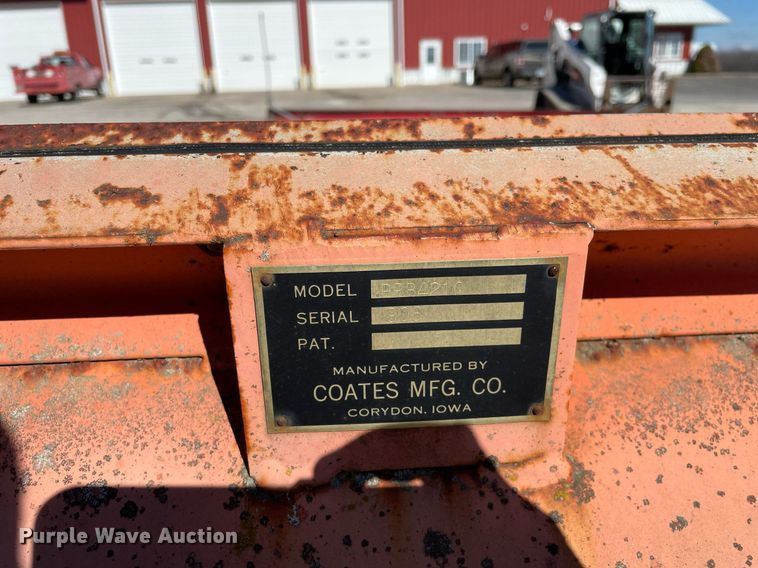 MODEL
SERIAL
PAT.
MANUFACTURED BY
COATES MFG. CO.
CORYDON, IOWA
Purple Wave Auction